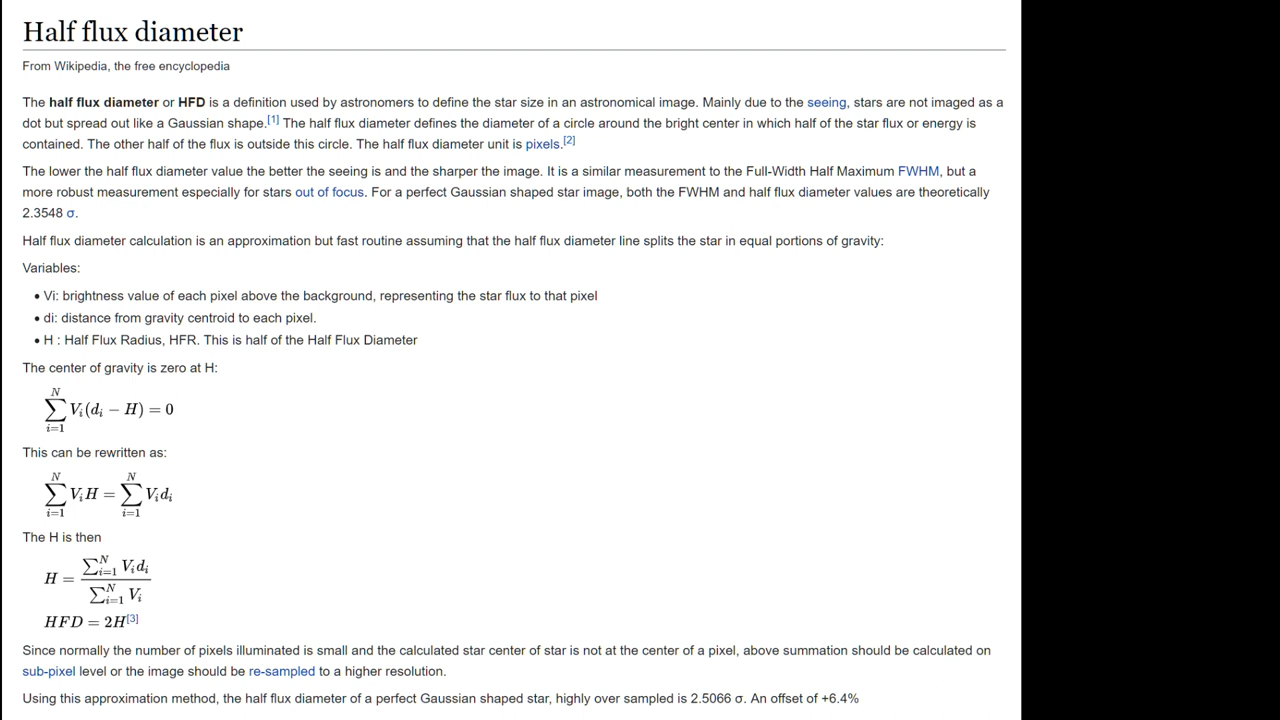 Half flux diameter
From Wikipedia, the free encyclopedia
The half flux diameter or HFD is a definition used by astronomers to define the star size in an astronomical image. Mainly due to the seeing, stars are not imaged as a
dot but spread out like a Gaussian shape.[1] The half flux diameter defines the diameter of a circle around the bright center in which half of the star flux or energy is
contained. The other half of the flux is outside this circle. The half flux diameter unit is pixels.[2]
The lower the half flux diameter value the better the seeing is and the sharper the image. It is a similar measurement to the Full-Width Half Maximum FWHM, but a
more robust measurement especially for stars out of focus. For a perfect Gaussian shaped star image, both the FWHM and half flux diameter values are theoretically
2.3548 σ.
Half flux diameter calculation is an approximation but fast routine assuming that the half flux diameter line splits the star in equal portions of gravity:
Variables:
• Vi: brightness value of each pixel above the background, representing the star flux to that pixel
• di: distance from gravity centroid to each pixel.
• H : Half Flux Radius, HFR. This is half of the Half Flux Diameter
The center of gravity is zero at H:
∑_{i=1}^{N} V_i(d_i − H) = 0
This can be rewritten as:
∑_{i=1}^{N} V_i H = ∑_{i=1}^{N} V_i d_i
The H is then
H = \frac{∑_{i=1}^{N} V_i d_i}{∑_{i=1}^{N} V_i}
HFD = 2H[3]
Since normally the number of pixels illuminated is small and the calculated star center of star is not at the center of a pixel, above summation should be calculated on
sub-pixel level or the image should be re-sampled to a higher resolution.
Using this approximation method, the half flux diameter of a perfect Gaussian shaped star, highly over sampled is 2.5066 σ. An offset of +6.4%